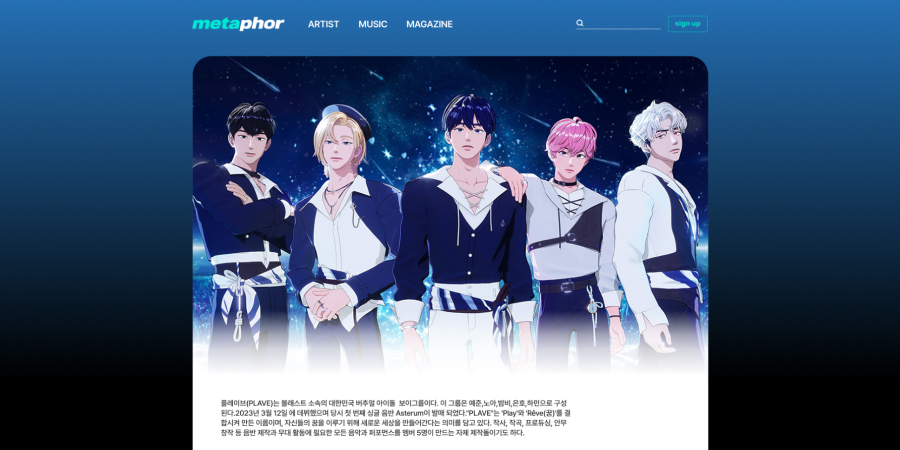 metaphor ARTIST MUSIC MAGAZINE sign up
플레이브(PLAVE)는 블래스트 소속의 대한민국 버추얼 아이돌 보이그룹이다. 이 그룹은 예준,노아,밤비,은호,하민으로 구성
된다.2023년 3월 12일 에 데뷔했으며 당시 첫 번째 싱글 음반 Asterum이 발매 되었다."PLAVE"는 'Play'와 'Rêve(꿈)'를 결
합시켜 만든 이름이며, 자신들의 꿈을 이루기 위해 새로운 세상을 만들어간다는 의미를 담고 있다. 작사, 작곡, 프로듀싱, 안무
창작 등 음반 제작과 무대 활동에 필요한 모든 음악과 퍼포먼스를 멤버 5명이 만드는 자체 제작돌이기도 하다.